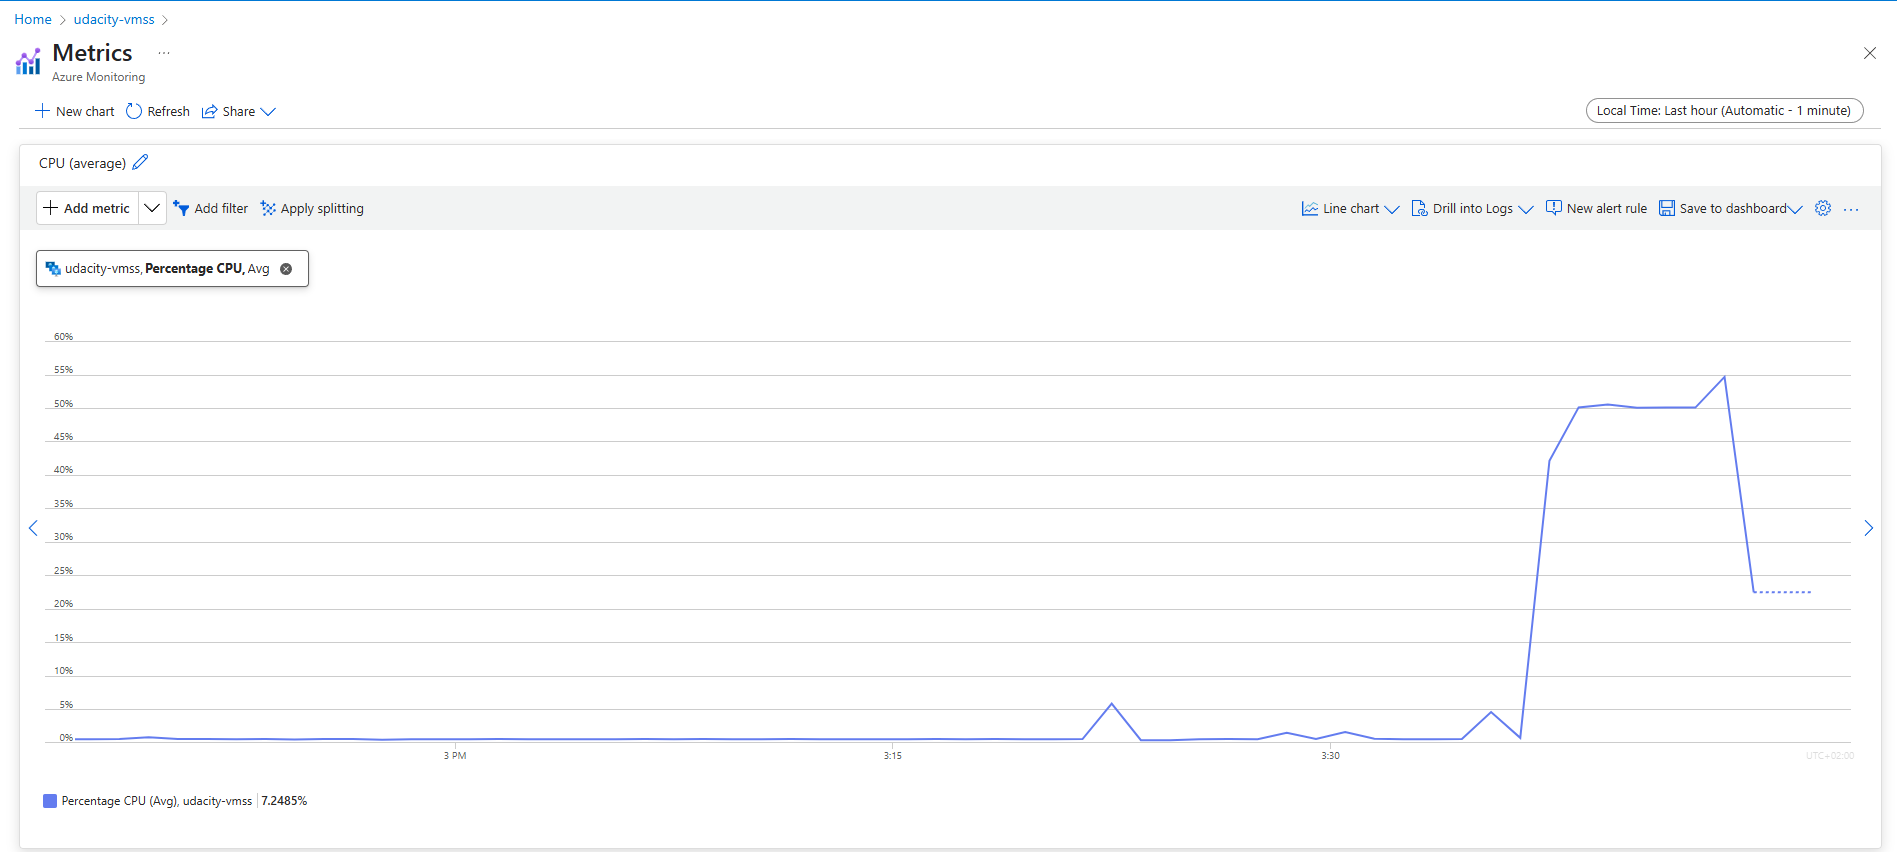 Home > udacity-vmss >
Metrics ...
Azure Monitoring
New chart Refresh Share
Local Time: Last hour (Automatic - 1 minute)
CPU (average)
Add metric Add filter Apply splitting Line chart Drill into Logs New alert rule Save to dashboard ...
udacity-vmss, Percentage CPU, Avg
60%
55%
50%
45%
40%
35%
30%
25%
20%
15%
10%
5%
0%
3 PM 3:15 3:30 UTC+02:00
Percentage CPU (Avg), udacity-vmss 7.2485%